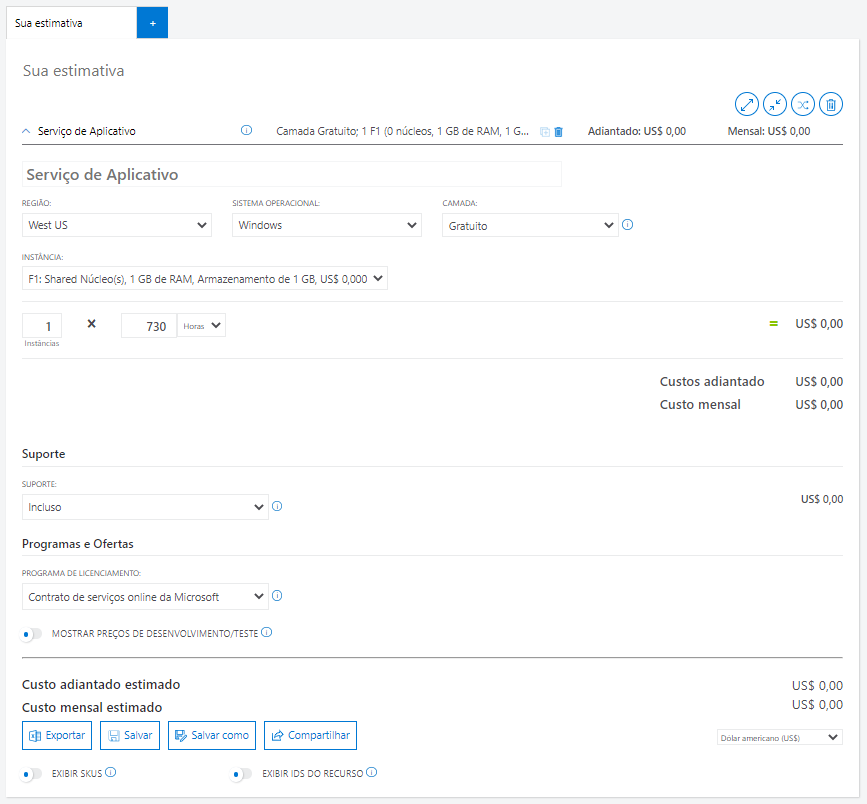 Sua estimativa
+
Sua estimativa
Serviço de Aplicativo
Camada Gratuito; 1 F1 (0 núcleos, 1 GB de RAM, 1 G...
Adiantado: US$ 0,00
Mensal: US$ 0,00
Serviço de Aplicativo
REGIÃO:
SISTEMA OPERACIONAL:
CAMADA:
West US
Windows
Gratuito
INSTÂNCIA:
F1: Shared Núcleo(s), 1 GB de RAM, Armazenamento de 1 GB, US$ 0,000
1
×
730
Horas
=
US$ 0,00
Instâncias
Custos adiantado
US$ 0,00
Custo mensal
US$ 0,00
Suporte
SUPORTE:
Incluso
US$ 0,00
Programas e Ofertas
PROGRAMA DE LICENCIAMENTO:
Contrato de serviços online da Microsoft
MOSTRAR PREÇOS DE DESENVOLVIMENTO/TESTE
Custo adiantado estimado
US$ 0,00
Custo mensal estimado
US$ 0,00
Exportar
Salvar
Salvar como
Compartilhar
Dólar americano (US$)
EXIBIR SKUS
EXIBIR IDS DO RECURSO